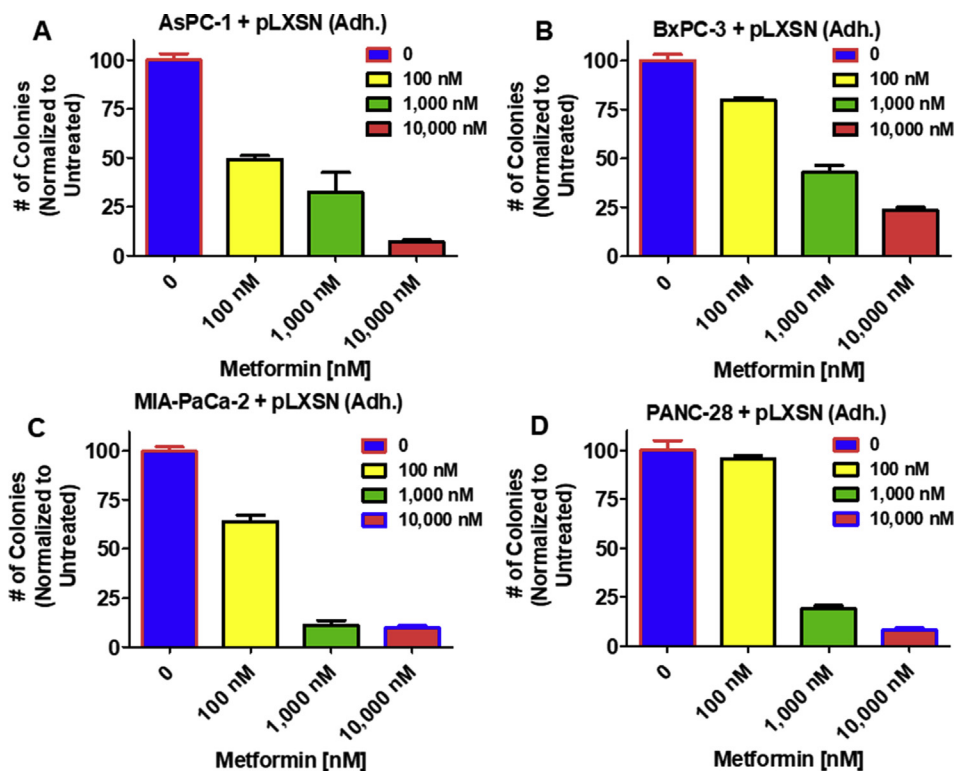 A
AsPC-1 + pLXSN (Adh.)
# of Colonies
(Normalized to
Untreated)
100
75
50
25
0
0
100 nM
1,000 nM
10,000 nM
0
100 nM
1,000 nM
10,000 nM
Metformin [nM]
B
BxPC-3 + pLXSN (Adh.)
# of Colonies
(Normalized to
Untreated)
100
75
50
25
0
0
100 nM
1,000 nM
10,000 nM
0
100 nM
1,000 nM
10,000 nM
Metformin [nM]
C
MIA-PaCa-2 + pLXSN (Adh.)
# of Colonies
(Normalized to
Untreated)
100
75
50
25
0
0
100 nM
1,000 nM
10,000 nM
0
100 nM
1,000 nM
10,000 nM
Metformin [nM]
D
PANC-28 + pLXSN (Adh.)
# of Colonies
(Normalized to
Untreated)
100
75
50
25
0
0
100 nM
1,000 nM
10,000 nM
0
100 nM
1,000 nM
10,000 nM
Metformin [nM]